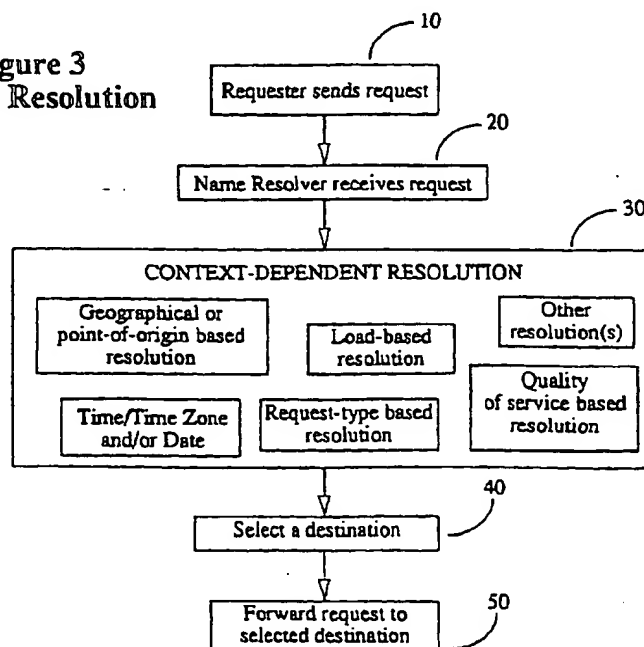 gure 3
Resolution
10
Requester sends request
20
Name Resolver receives request
30
CONTEXT-DEPENDENT RESOLUTION
Geographical or
point-of-origin based
resolution
Load-based
resolution
Other
resolution(s)
Time/Time Zone
and/or Date
Request-type based
resolution
Quality
of service based
resolution
40
Select a destination
50
Forward request to
selected destination